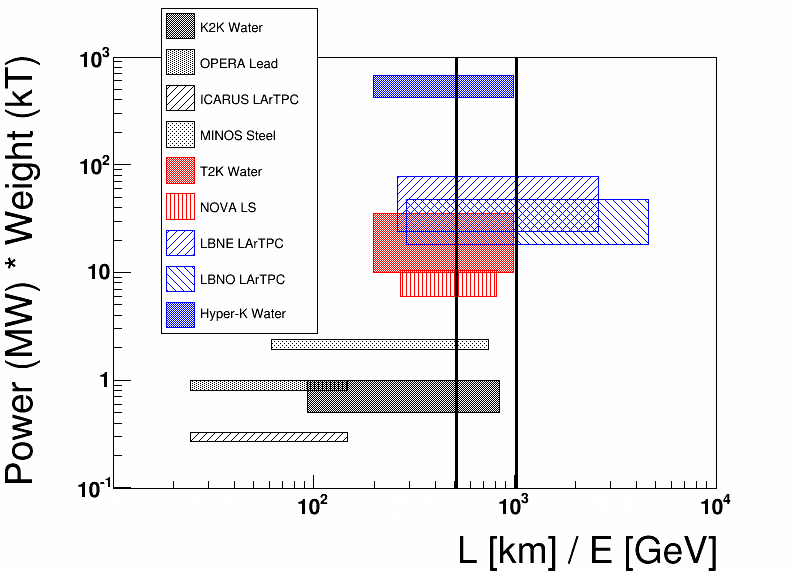 K2K Water
OPERA Lead
ICARUS LArTPC
MINOS Steel
T2K Water
NOVA LS
LBNE LArTPC
LBNO LArTPC
Hyper-K Water
Power (MW) * Weight (kT)
10³
10²
10
1
10⁻¹
10² 10³ 10⁴
L [km] / E [GeV]